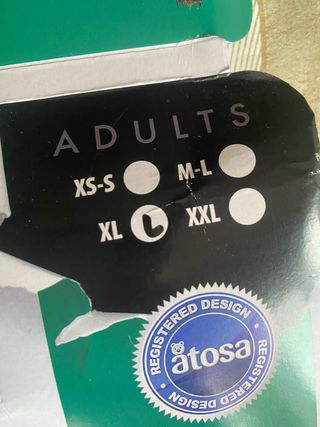 ADULTS
XS-S M-L
XL XXL
REGISTERED DESIGN
atosa
REGISTERED DESIGN